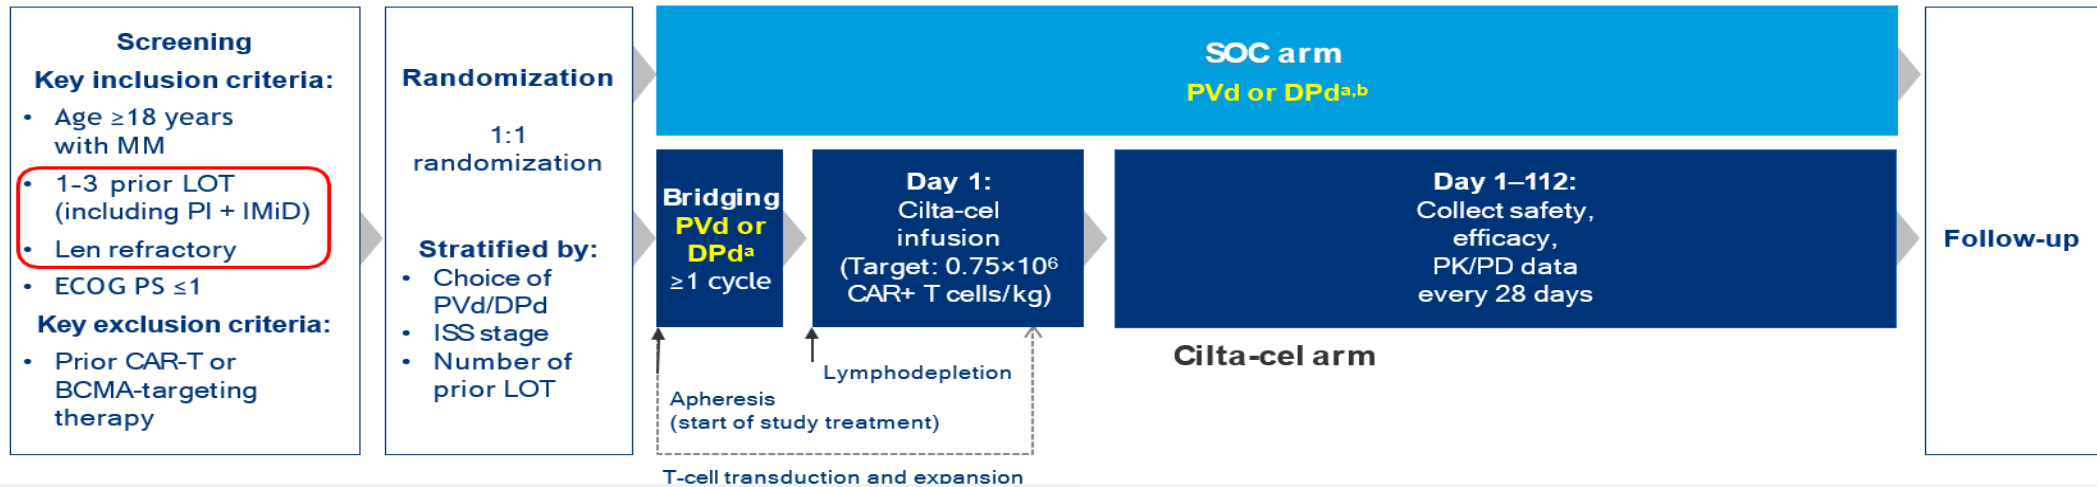 Screening
Key inclusion criteria:
• Age ≥18 years
with MM
• 1–3 prior LOT
(including PI + IMiD)
• Len refractory
• ECOG PS ≤1
Key exclusion criteria:
• Prior CAR-T or
BCMA-targeting
therapy
Randomization
1:1
randomization
Stratified by:
• Choice of
PVd/DPd
• ISS stage
• Number of
prior LOT
SOC arm
PVd or DPdᵃ,ᵇ
Bridging
PVd or
DPdᵃ
≥1 cycle
Day 1:
Cilta-cel
infusion
(Target: 0.75×10⁶
CAR+ T cells/kg)
Day 1–112:
Collect safety,
efficacy,
PK/PD data
every 28 days
Cilta-cel arm
Lymphodepletion
Apheresis
(start of study treatment)
T-cell transduction and expansion
Follow-up